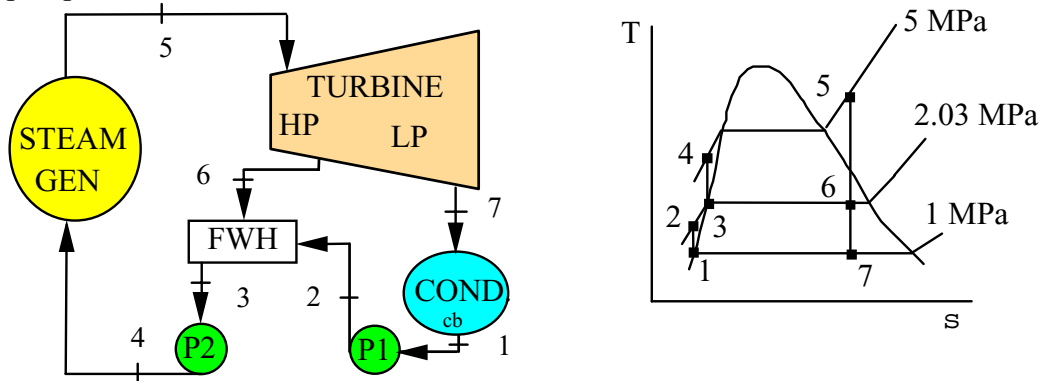 5
TURBINE
HP LP
STEAM
GEN
6
7
FWH
3
2
COND.
cb
4
P2
P1
1
T
5 MPa
5
2.03 MPa
4
6
2
3
1 MPa
1
7
s